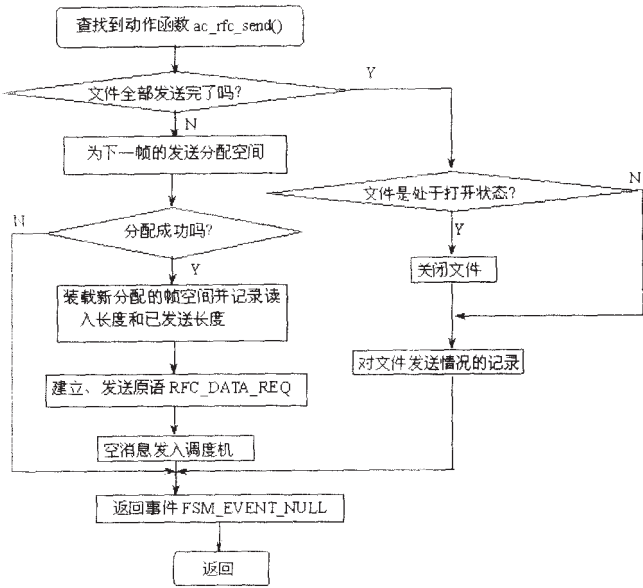 查找到动作函数 ac_rfc_send()
Y
文件全部发送完了吗?
N
为下一帧的发送分配空间
文件是处于打开状态?
N
N
分配成功吗?
Y
Y
关闭文件
装载新分配的帧空间并记录读
入长度和已发送长度
对文件发送情况的记录
建立、发送原语 RFC_DATA_REQ
空消息发入调度机
返回事件 FSM_EVENT_NULL
返回